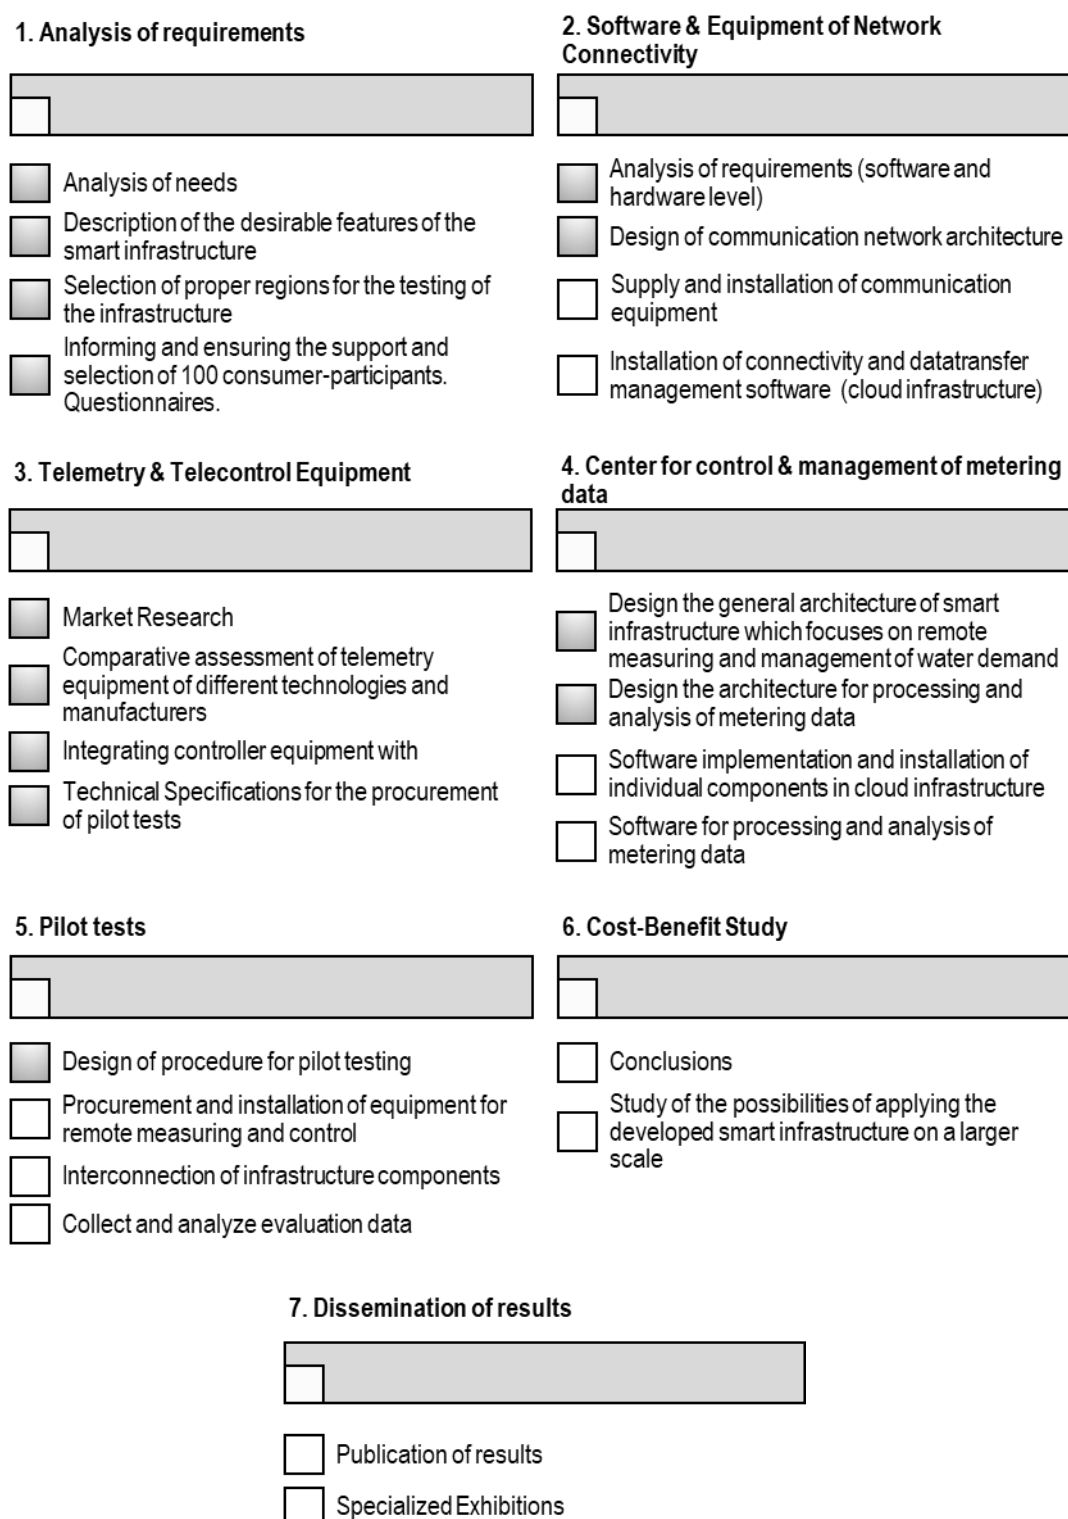 1. Analysis of requirements
Analysis of needs
Description of the desirable features of the
smart infrastructure
Selection of proper regions for the testing of
the infrastructure
Informing and ensuring the support and
selection of 100 consumer-participants.
Questionnaires.
2. Software & Equipment of Network
Connectivity
Analysis of requirements (software and
hardware level)
Design of communication network architecture
Supply and installation of communication
equipment
Installation of connectivity and datatransfer
management software (cloud infrastructure)
3. Telemetry & Telecontrol Equipment
Market Research
Comparative assessment of telemetry
equipment of different technologies and
manufacturers
Integrating controller equipment with
Technical Specifications for the procurement
of pilot tests
4. Center for control & management of metering
data
Design the general architecture of smart
infrastructure which focuses on remote
measuring and management of water demand
Design the architecture for processing and
analysis of metering data
Software implementation and installation of
individual components in cloud infrastructure
Software for processing and analysis of
metering data
5. Pilot tests
Design of procedure for pilot testing
Procurement and installation of equipment for
remote measuring and control
Interconnection of infrastructure components
Collect and analyze evaluation data
6. Cost-Benefit Study
Conclusions
Study of the possibilities of applying the
developed smart infrastructure on a larger
scale
7. Dissemination of results
Publication of results
Specialized Exhibitions